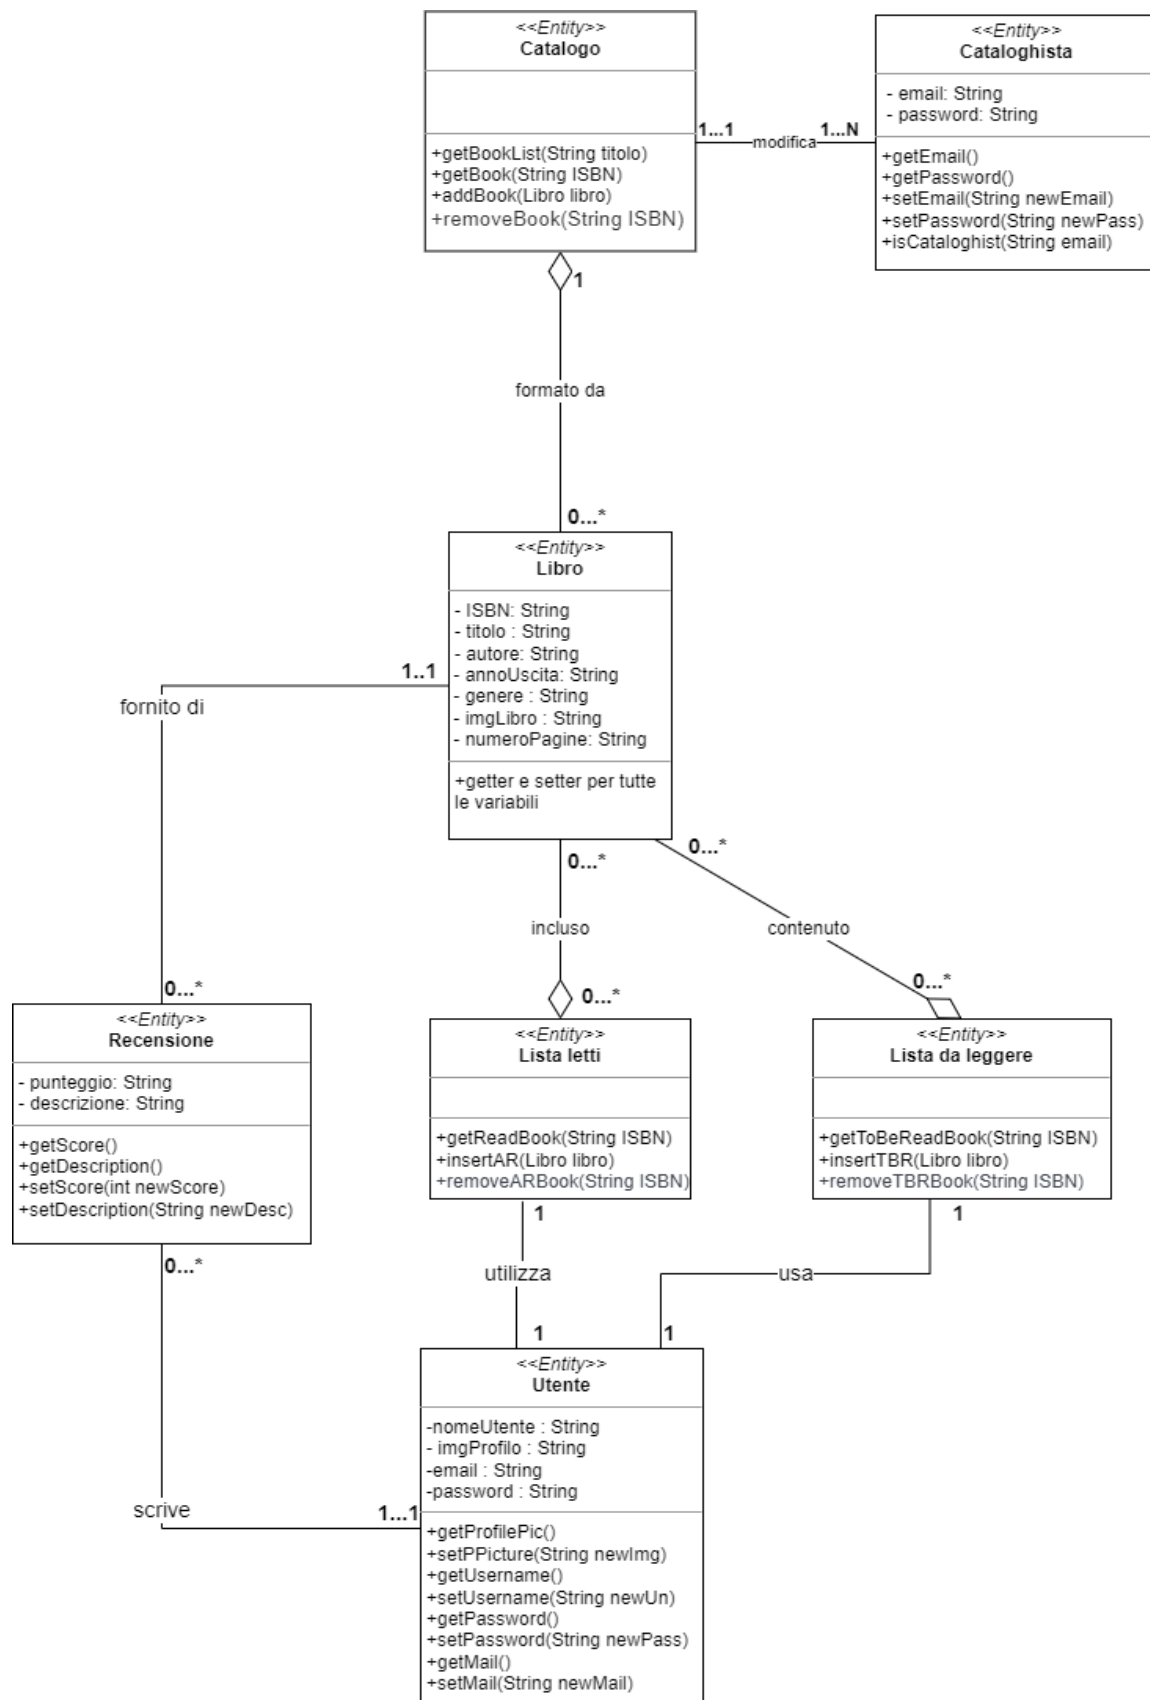 <<Entity>>
Catalogo
+getBookList(String titolo)
+getBook(String ISBN)
+addBook(Libro libro)
+removeBook(String ISBN)
<<Entity>>
Cataloghista
- email: String
- password: String
+getEmail()
+getPassword()
+setEmail(String newEmail)
+setPassword(String newPass)
+isCataloghist(String email)
1...1
modifica
1...N
1
formato da
0...*
<<Entity>>
Libro
- ISBN: String
- titolo : String
- autore: String
- annoUscita: String
- genere : String
- imgLibro : String
- numeroPagine: String
+getter e setter per tutte
le variabili
1..1
fornito di
0...*
0...*
incluso
0...*
0...*
contenuto
0...*
<<Entity>>
Recensione
- punteggio: String
- descrizione: String
+getScore()
+getDescription()
+setScore(int newScore)
+setDescription(String newDesc)
<<Entity>>
Lista letti
+getReadBook(String ISBN)
+insertAR(Libro libro)
+removeARBook(String ISBN)
<<Entity>>
Lista da leggere
+getToBeReadBook(String ISBN)
+insertTBR(Libro libro)
+removeTBRBook(String ISBN)
0...*
scrive
1...1
1
utilizza
1
1
usa
1
<<Entity>>
Utente
-nomeUtente : String
- imgProfilo : String
-email : String
-password : String
+getProfilePic()
+setPPicture(String newImg)
+getUsername()
+setUsername(String newUn)
+getPassword()
+setPassword(String newPass)
+getMail()
+setMail(String newMail)